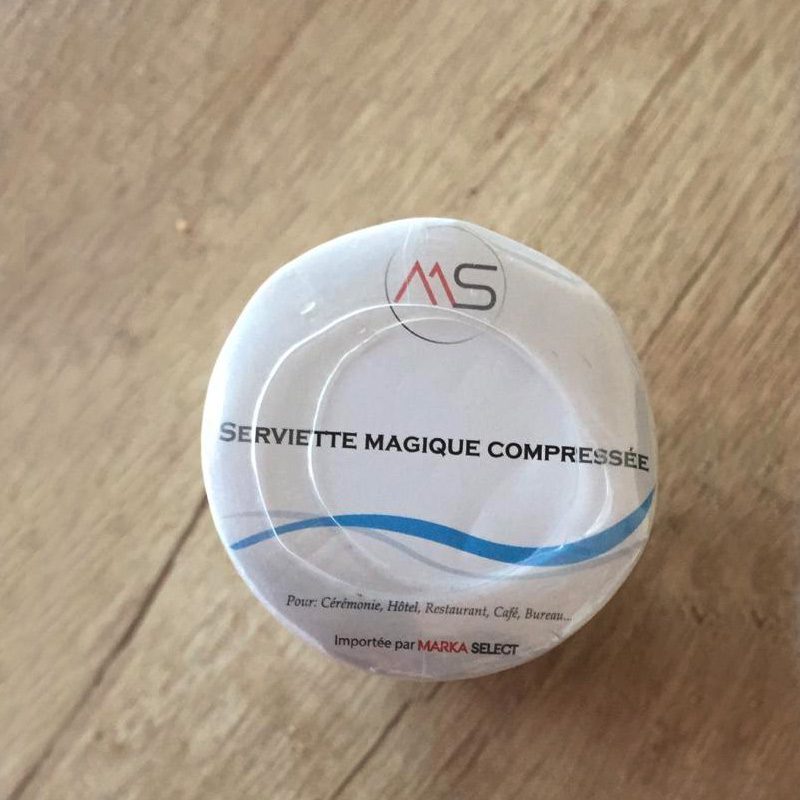 MS
SERVIETTE MAGIQUE COMPRESSÉE
Pour: Cérémonie, Hôtel, Restaurant, Café, Bureau...
Importée par MARKA SELECT